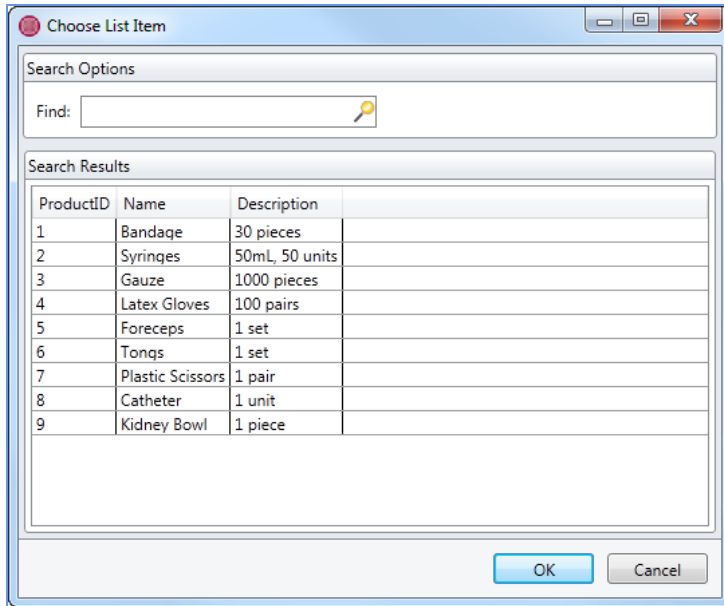 Choose List Item
Search Options
Find:
Search Results
ProductID Name Description
1 Bandage 30 pieces
2 Syringes 50mL, 50 units
3 Gauze 1000 pieces
4 Latex Gloves 100 pairs
5 Foreceps 1 set
6 Tongs 1 set
7 Plastic Scissors 1 pair
8 Catheter 1 unit
9 Kidney Bowl 1 piece
OK Cancel